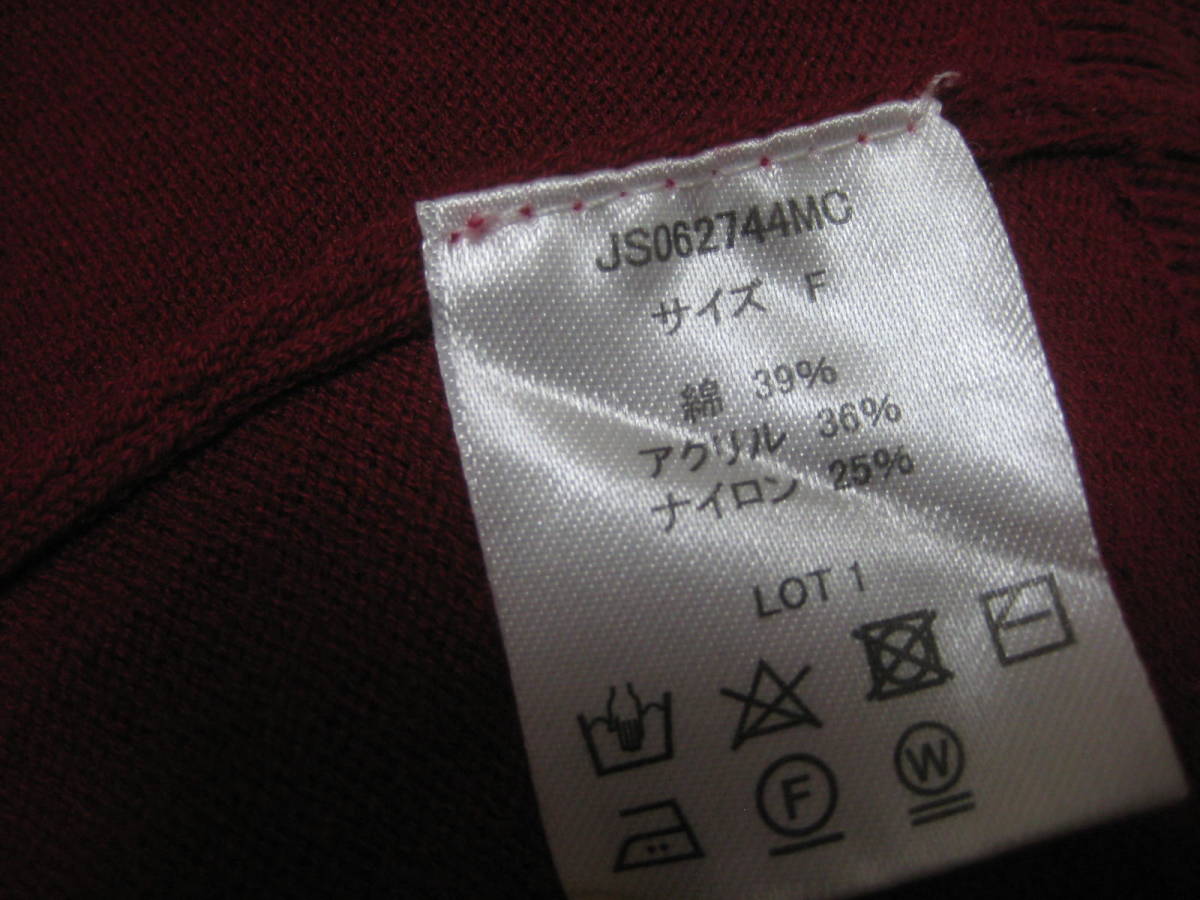 JS062744MC
サイズ F
綿 39%
アクリル 36%
ナイロン 25%
LOT 1
F W